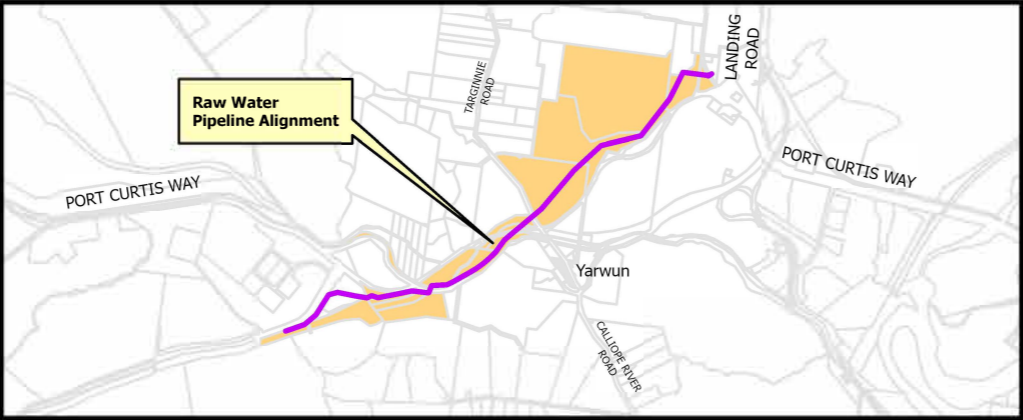 LANDING
ROAD
TARGINNIE
ROAD
Raw Water
Pipeline Alignment
PORT CURTIS WAY
PORT CURTIS WAY
Yarwun
CALLIOPE RIVER
ROAD